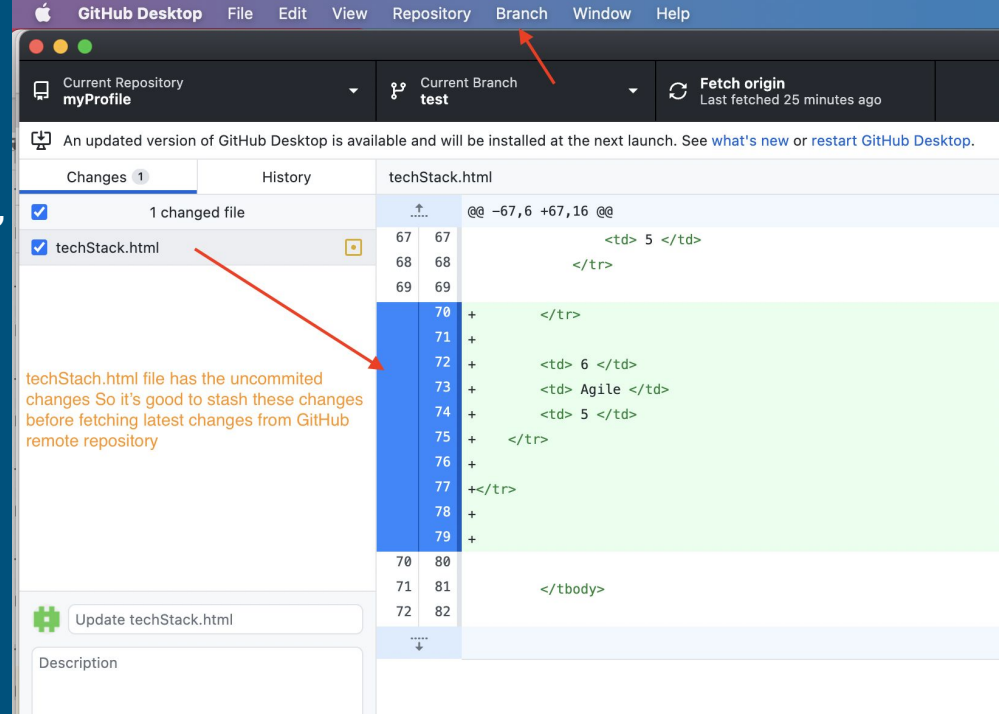 GitHub Desktop File Edit View Repository Branch Window Help
Current Repository
myProfile
Current Branch
test
Fetch origin
Last fetched 25 minutes ago
An updated version of GitHub Desktop is available and will be installed at the next launch. See what's new or restart GitHub Desktop.
Changes 1 History
techStack.html
1 changed file
techStack.html
@@ -67,6 +67,16 @@
67 67 <td> 5 </td>
68 68 </tr>
69 69
70 + </tr>
71 +
72 + <td> 6 </td>
73 + <td> Agile </td>
74 + <td> 5 </td>
75 + </tr>
76 +
77 +</tr>
78 +
79 +
70 80
71 81 </tbody>
72 82
techStach.html file has the uncommited
changes So it's good to stash these changes
before fetching latest changes from GitHub
remote repository
Update techStack.html
Description